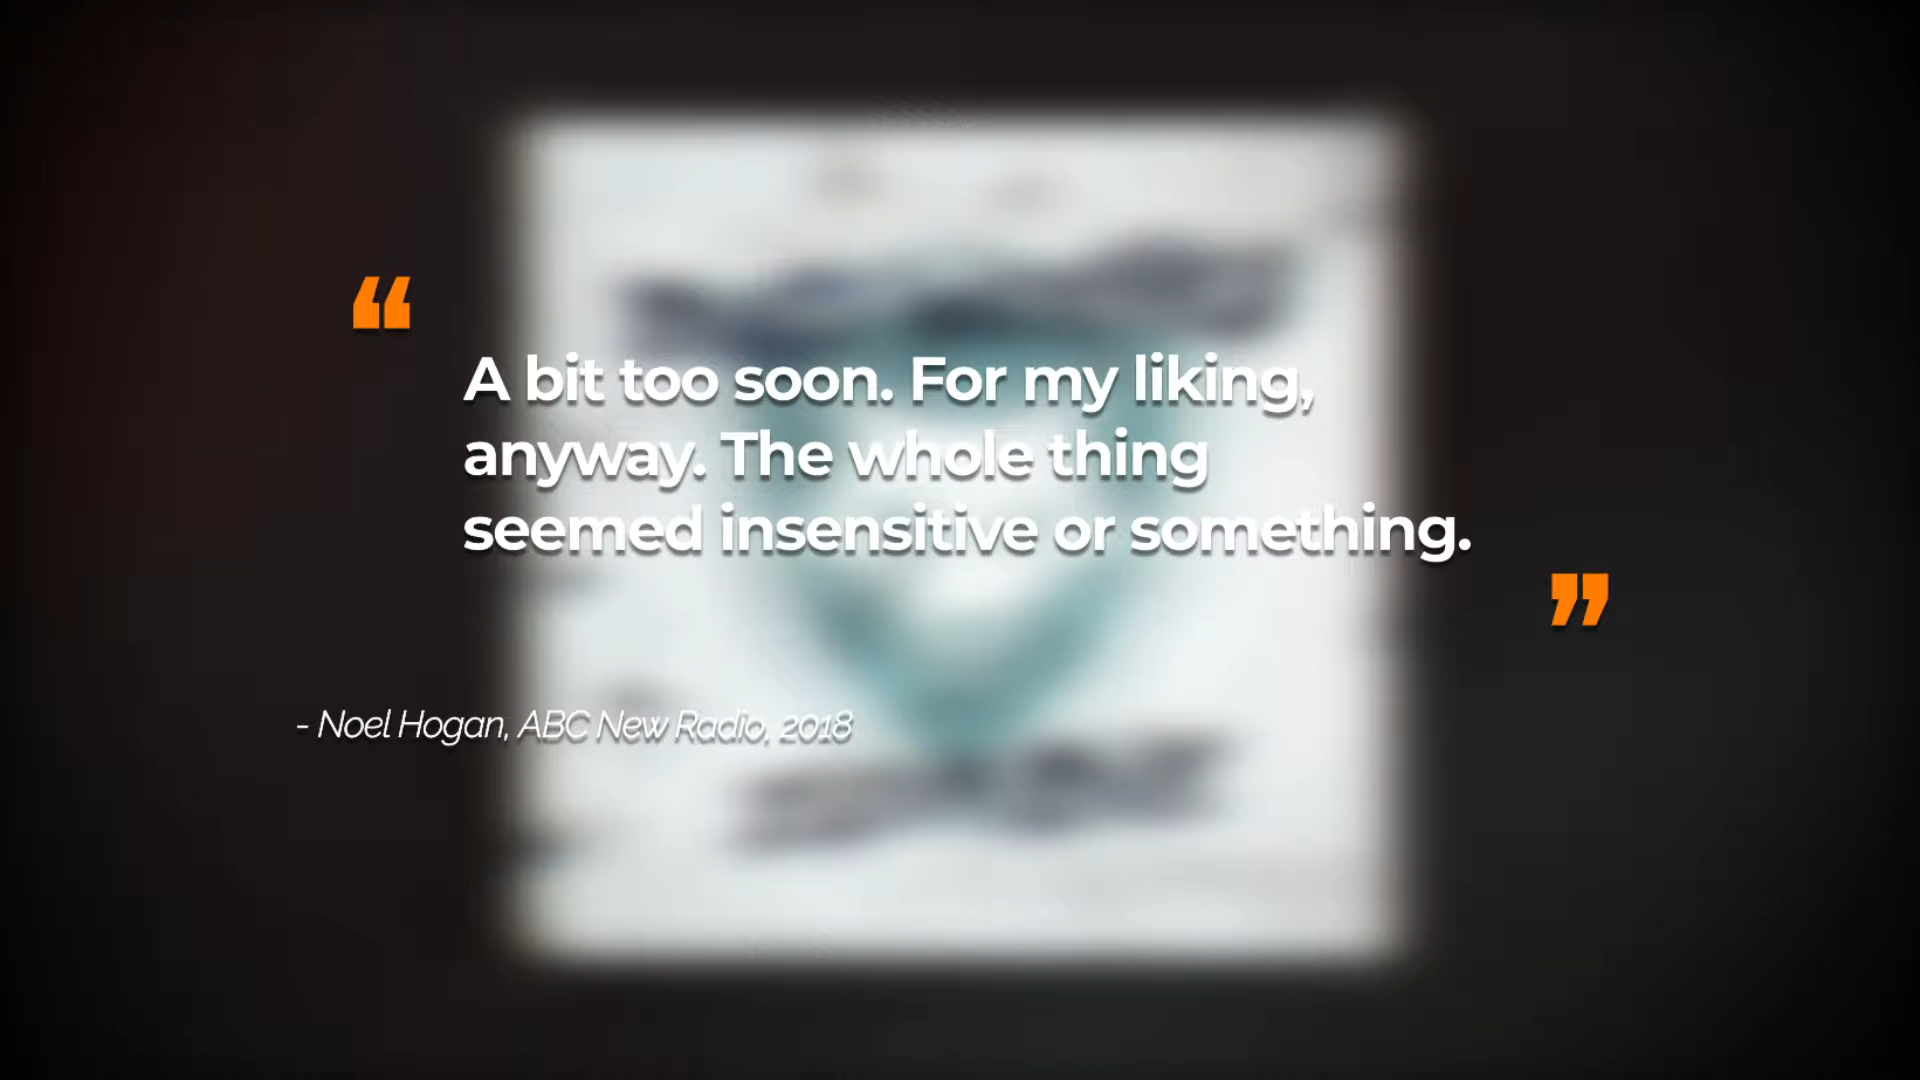 “
A bit too soon. For my liking,
anyway. The whole thing
seemed insensitive or something.
”
- Noel Hogan, ABC New Radio, 2018